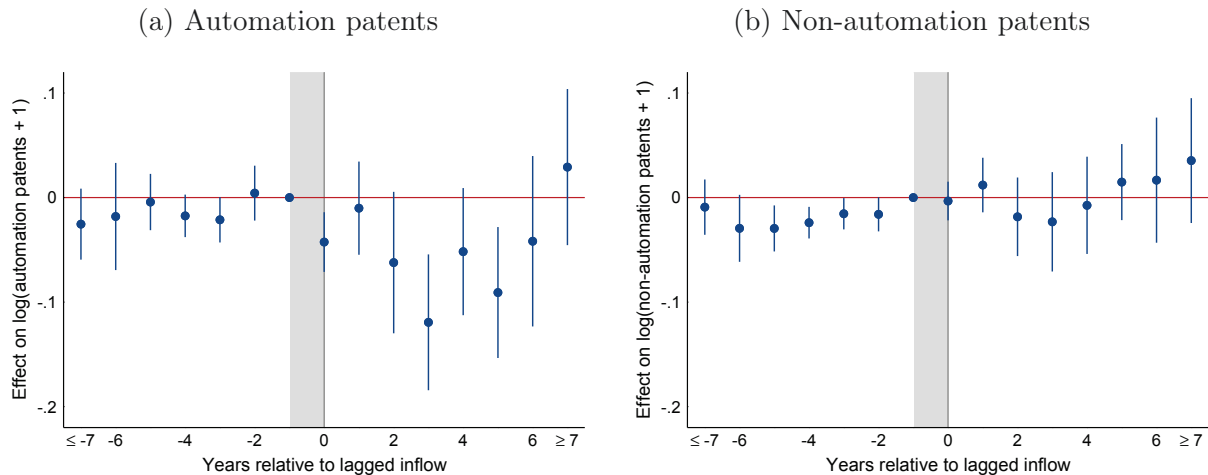 (a) Automation patents
Effect on log(automation patents + 1)
.1
0
-.1
-.2
≤ -7 -6 -4 -2 0 2 4 6 ≥ 7
Years relative to lagged inflow
(b) Non-automation patents
Effect on log(non-automation patents + 1)
.1
0
-.1
-.2
≤ -7 -6 -4 -2 0 2 4 6 ≥ 7
Years relative to lagged inflow